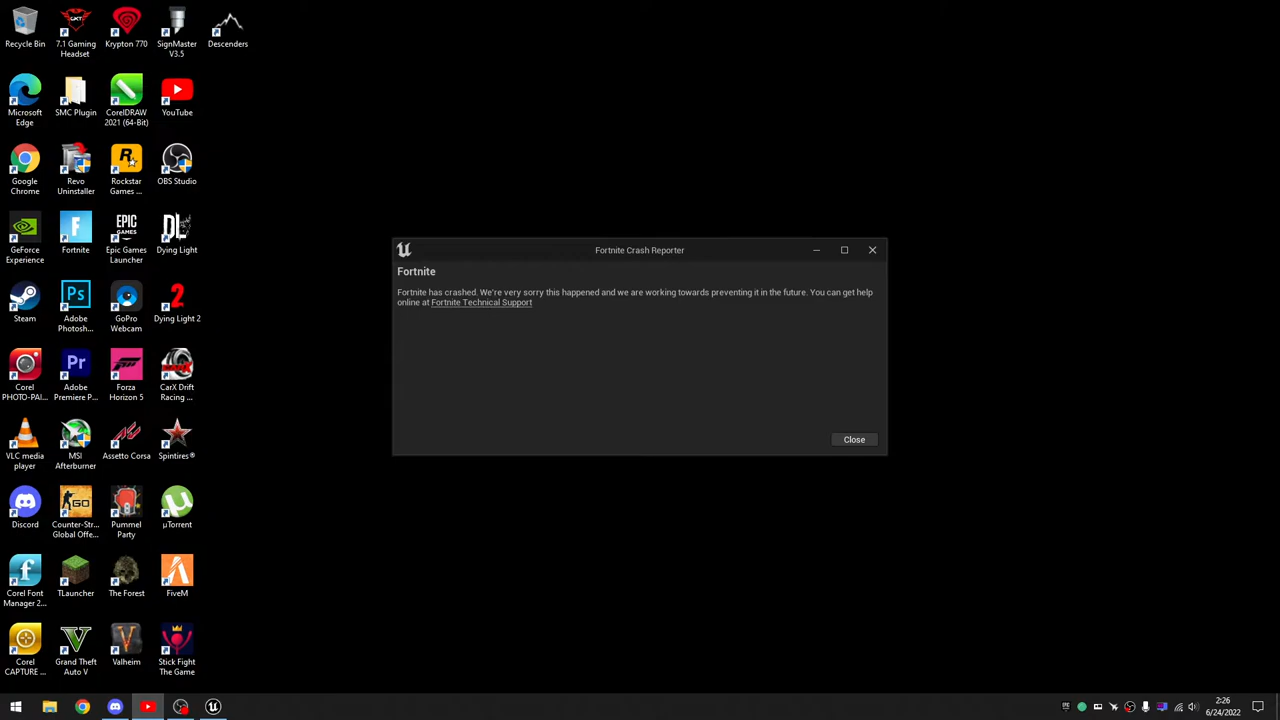 Recycle Bin
7.1 Gaming
Headset
Krypton 770
SignMaster
V3.5
Descenders
Microsoft
Edge
SMC Plugin
CorelDRAW
2021 (64-Bit)
YouTube
Google
Chrome
Revo
Uninstaller
Rockstar
Games ...
OBS Studio
GeForce
Experience
Fortnite
Epic Games
Launcher
Dying Light
Steam
Adobe
Photosh...
GoPro
Webcam
Dying Light 2
Corel
PHOTO-PAI...
Adobe
Premiere P...
Forza
Horizon 5
CarX Drift
Racing ...
VLC media
player
MSI
Afterburner
Assetto Corsa
Spintires®
Discord
Counter-Str...
Global Offe...
Pummel
Party
µTorrent
Corel Font
Manager 2...
TLauncher
The Forest
FiveM
Corel
CAPTURE ...
Grand Theft
Auto V
Valheim
Stick Fight
The Game
Fortnite Crash Reporter
Fortnite
Fortnite has crashed. We're very sorry this happened and we are working towards preventing it in the future. You can get help
online at Fortnite Technical Support
Close
2:26
6/24/2022